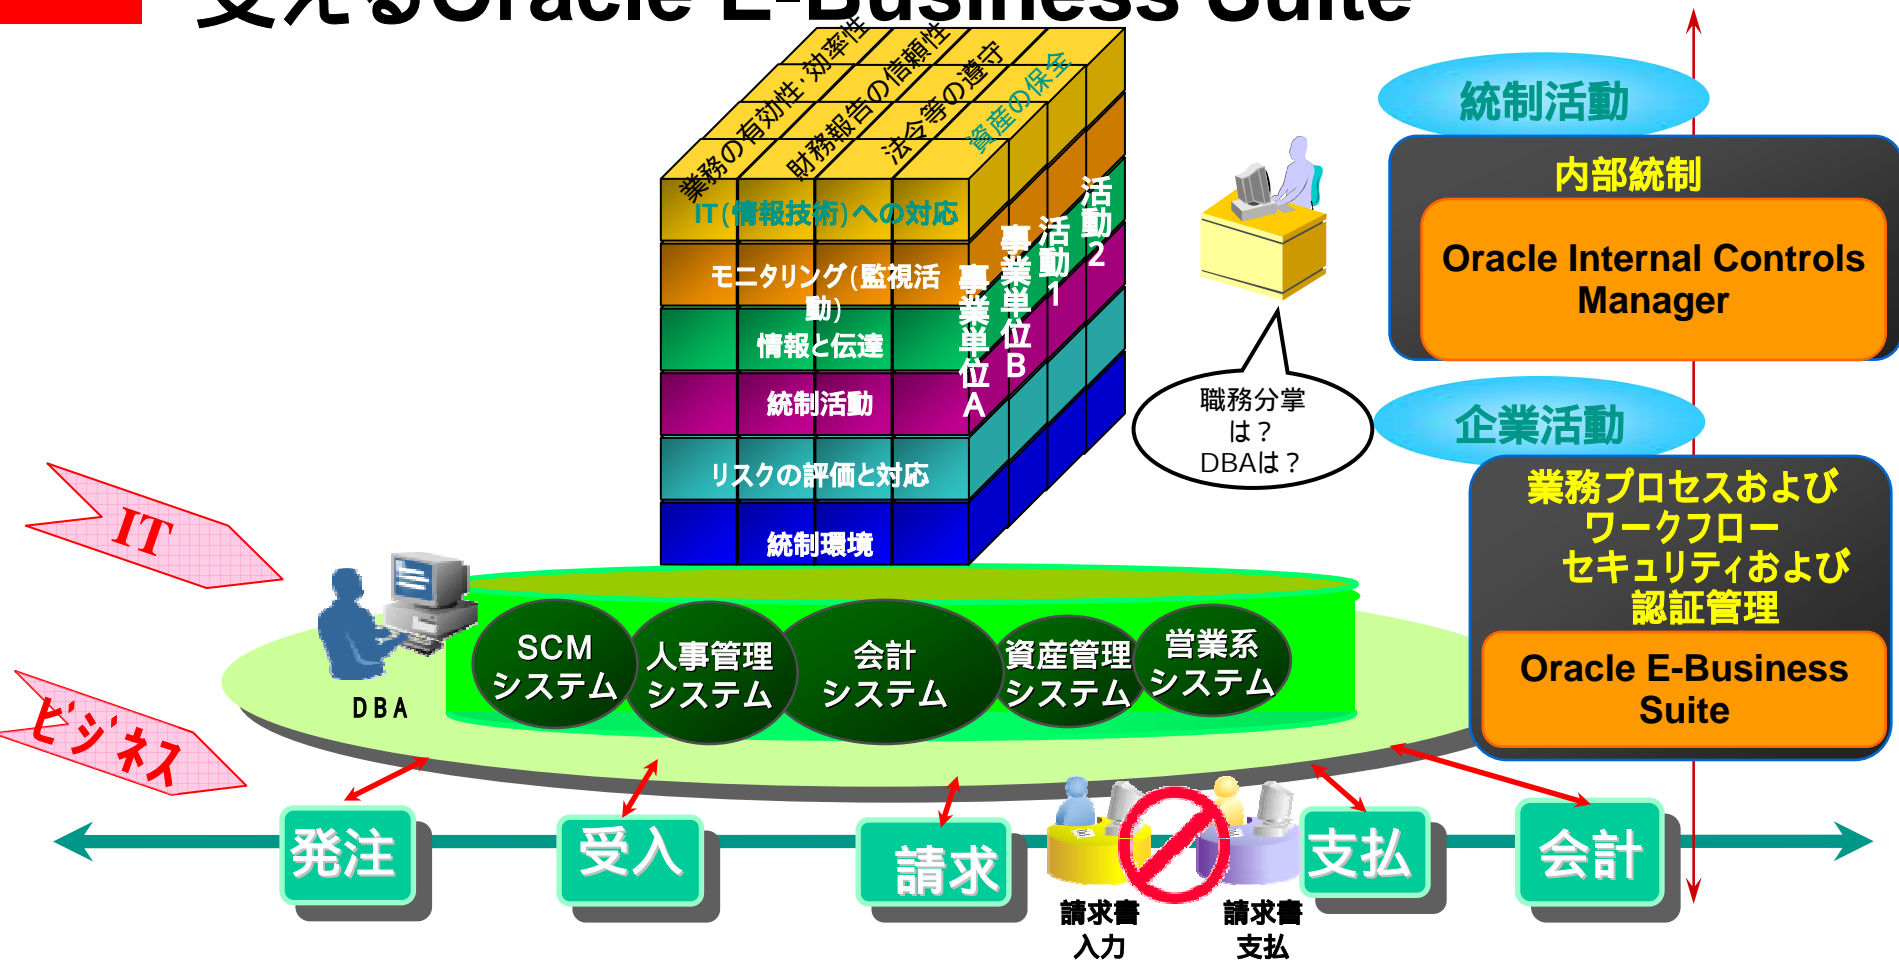 支えるOracle E-Business Suite
業務の有効性・効率性
財務報告の信頼性
法令等の遵守
資産の保全
IT(情報技術)への対応
モニタリング(監視活
動)
情報と伝達
統制活動
リスクの評価と対応
統制環境
事業単位A
事業単位B
活動1
活動2
職務分掌
は？
DBAは？
統制活動
内部統制
Oracle Internal Controls
Manager
企業活動
業務プロセスおよび
ワークフロー
セキュリティおよび
認証管理
Oracle E-Business
Suite
IT
ビジネス
DBA
SCM
システム
人事管理
システム
会計
システム
資産管理
システム
営業系
システム
発注
受入
請求
支払
会計
請求書
入力
請求書
支払